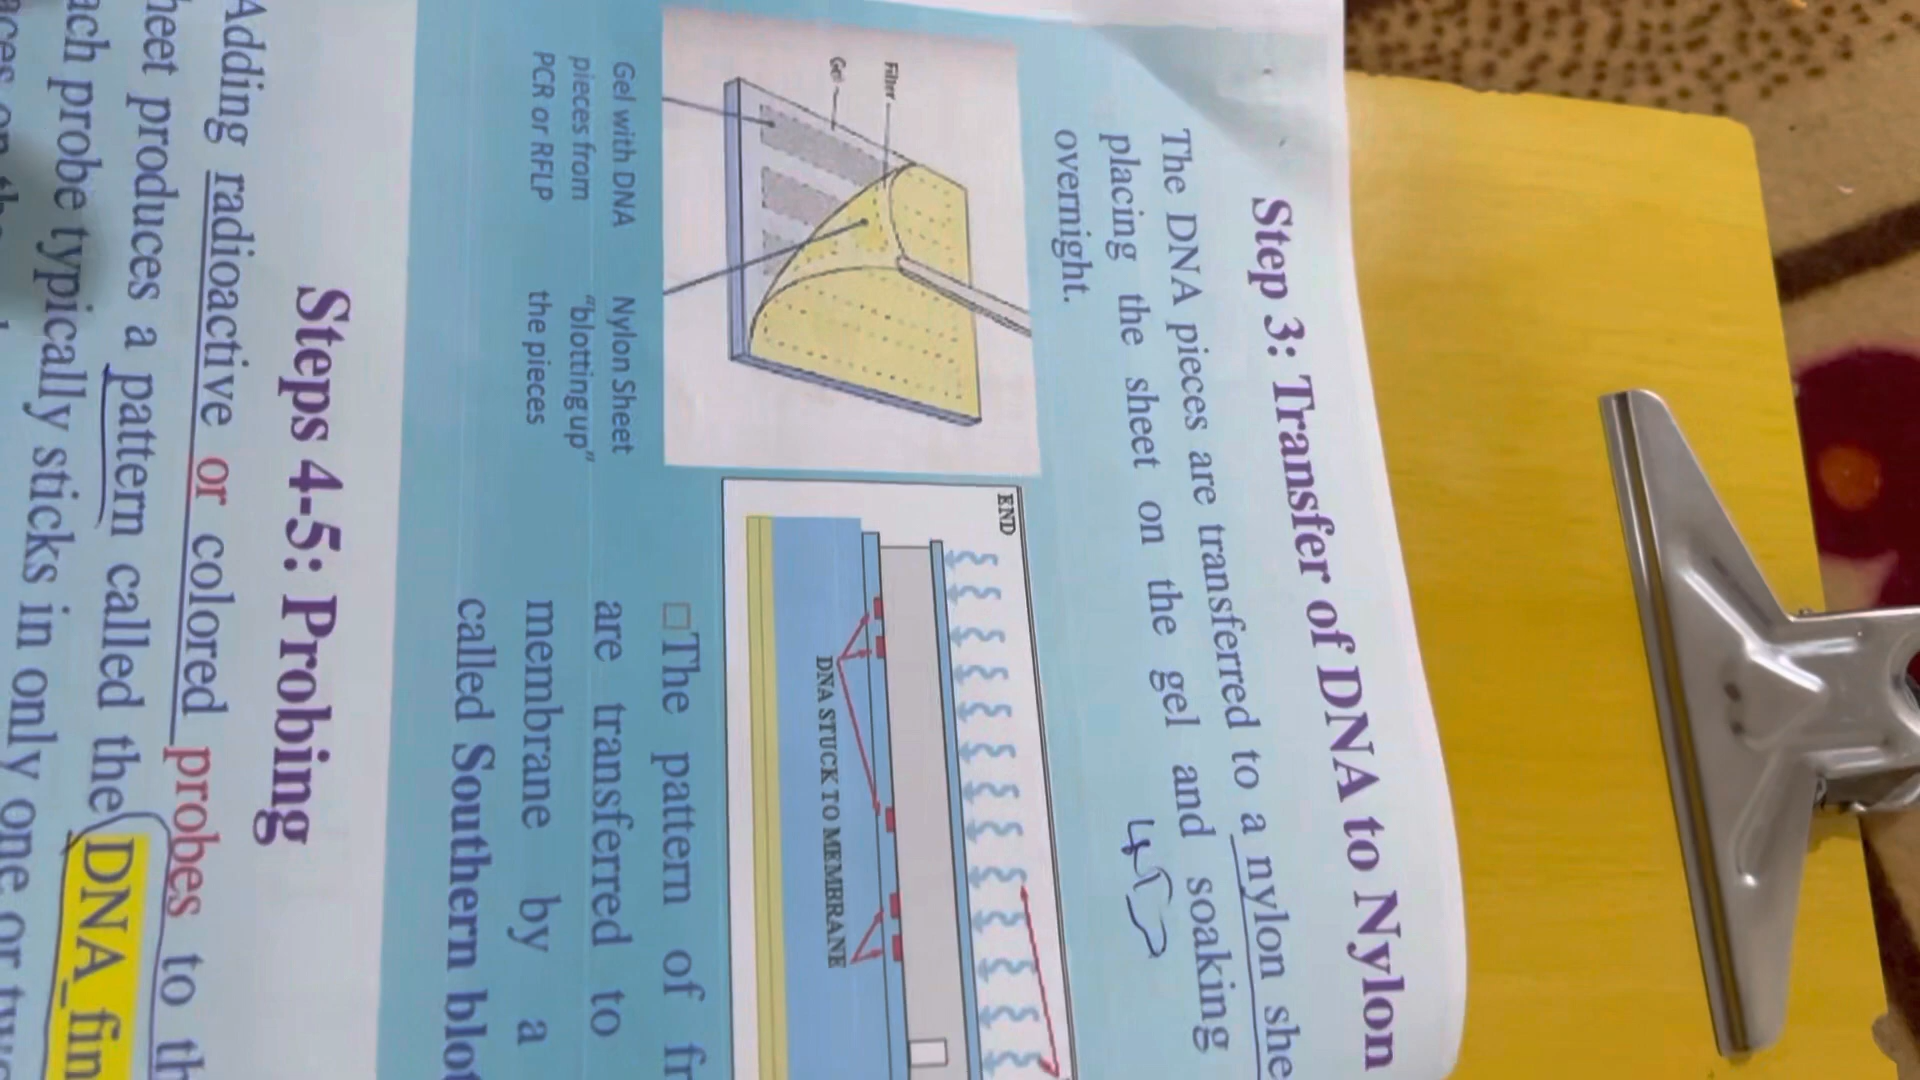 Step 3: Transfer of DNA to Nylon
The DNA pieces are transferred to a nylon she
placing the sheet on the gel and soaking
overnight.
Filter
Gel
Gel with DNA
pieces from
PCR or RFLP
Nylon Sheet
"blotting up"
the pieces
END
DNA STUCK TO MEMBRANE
The pattern of fr
are transferred to
membrane by a
called Southern blot
Steps 4-5: Probing
Adding radioactive or colored probes to th
heet produces a pattern called the DNA fin
ach probe typically sticks in only one or two